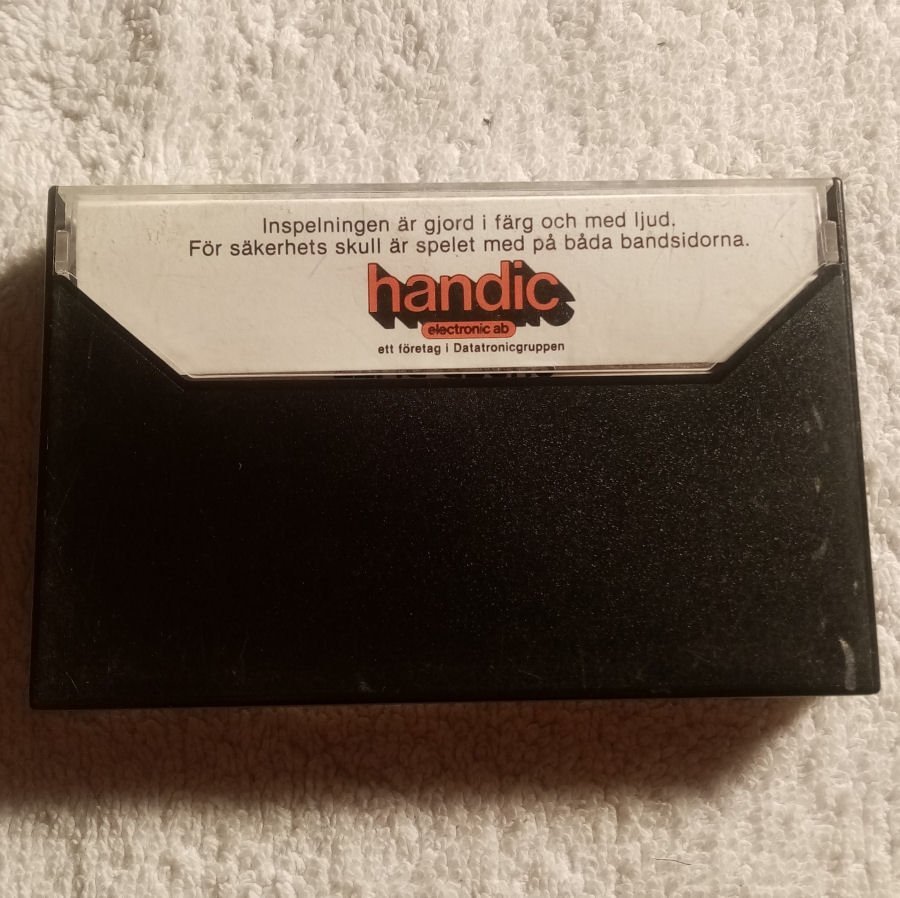 Inspelningen är gjord i färg och med ljud.
För säkerhets skull är spelet med på båda bandsidorna.
handic
electronic ab
ett företag i Datatronicgruppen